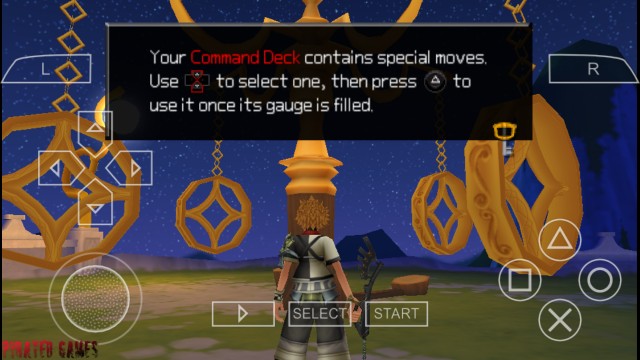 Your Command Deck contains special moves.
Use to select one, then press to
use it once its gauge is filled.
L
R
SELECT
START
PIRATED GAMES